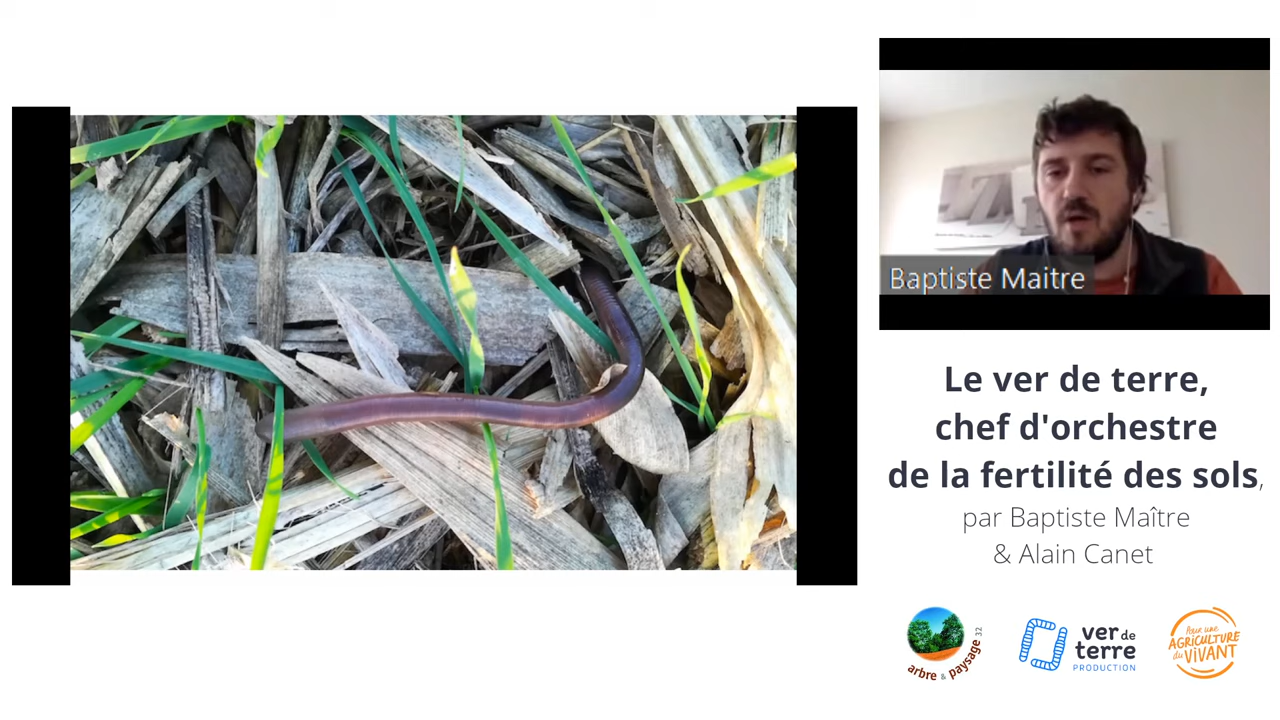 Baptiste Maitre
Le ver de terre,
chef d'orchestre
de la fertilité des sols,
par Baptiste Maître
& Alain Canet
arbre & paysage 32
ver de
terre
PRODUCTION
Pour une
AGRICULTURE
du ViVANT